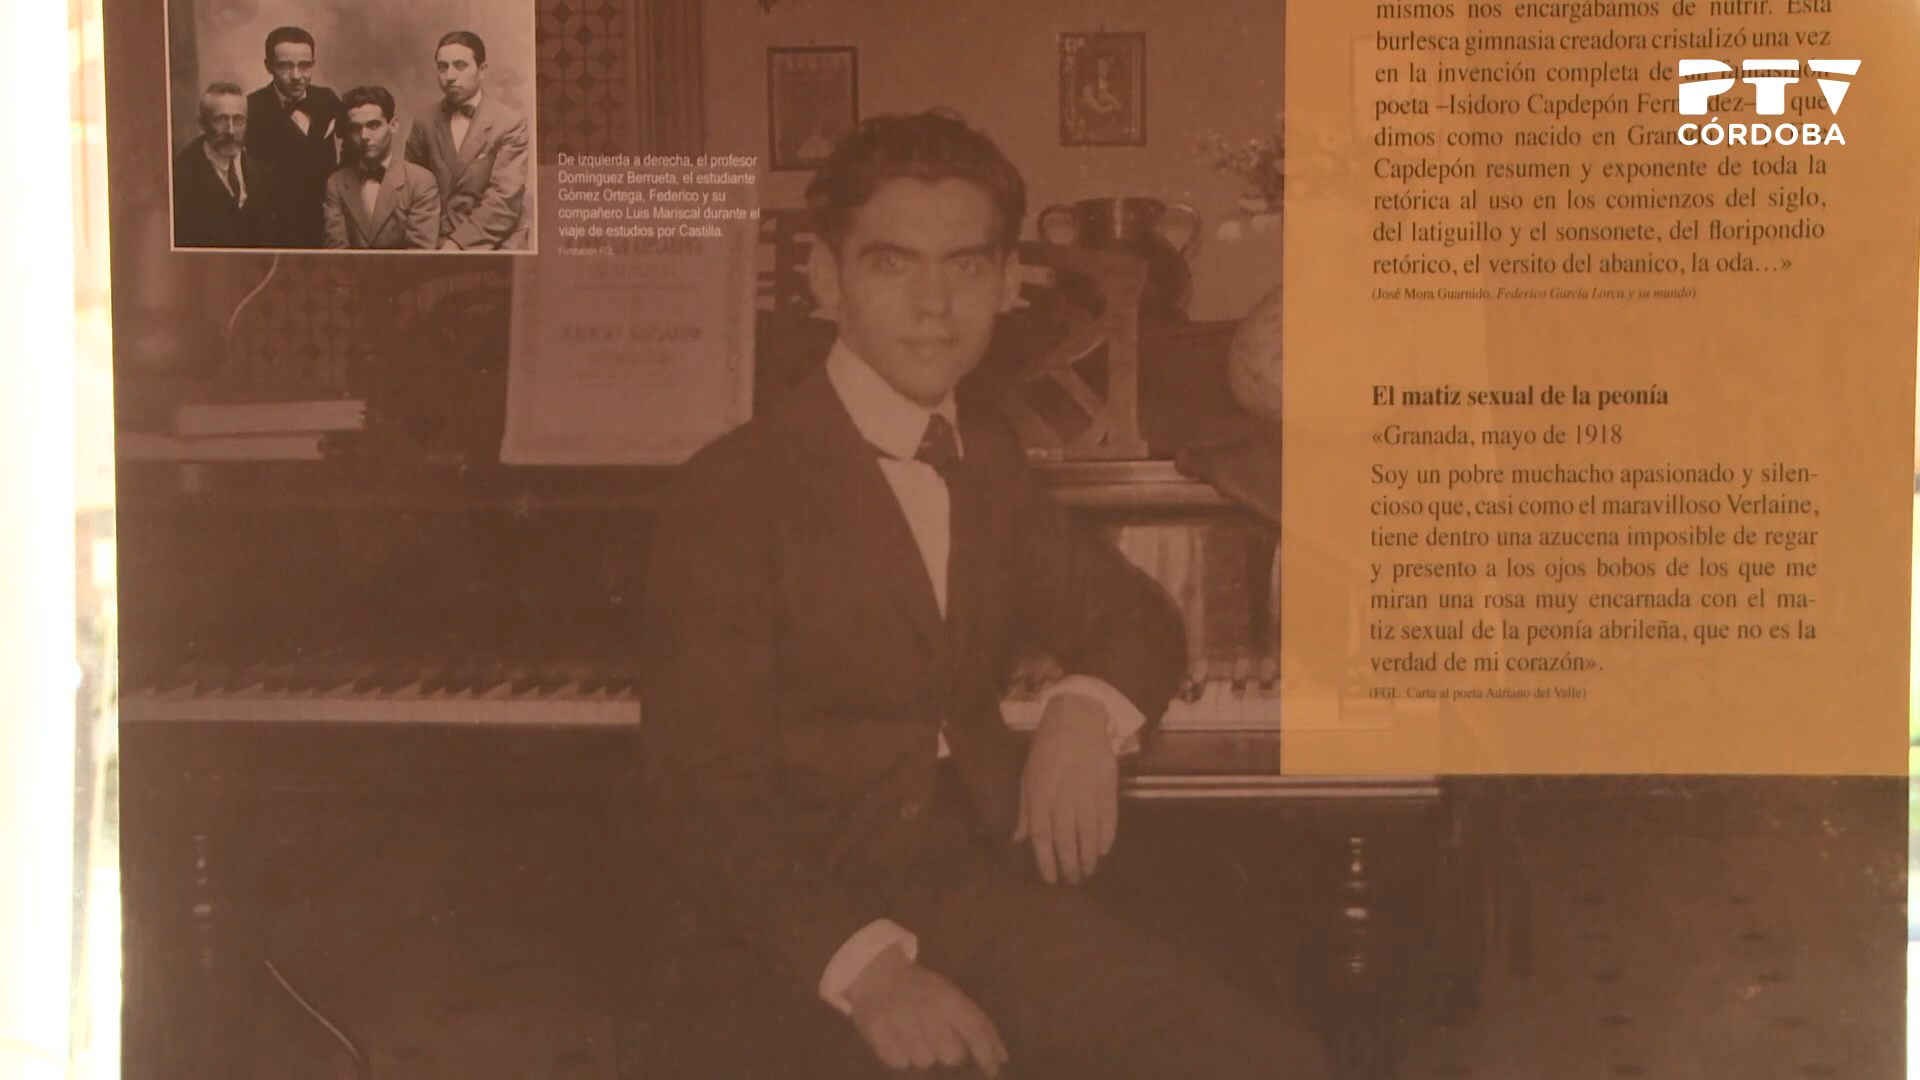 De izquierda a derecha, el profesor
Domínguez Berrueta, el estudiante
Gómez Ortega, Federico y su
compañero Luis Mariscal durante el
viaje de estudios por Castilla.
Fundación FGL
mismos nos encargábamos de nutrir. Esta
burlesca gimnasia creadora cristalizó una vez
en la invención completa de un fantasmón
poeta –Isidoro Capdepón
dimos como nacido en
Capdepón resumen y exponente de toda la
retórica al uso en los comienzos del siglo,
del latiguillo y el sonsonete, del floripondio
retórico, el versito del abanico, la oda…»
(José Mora Guarnido. Federico García Lorca y su mundo)
El matiz sexual de la peonía
«Granada, mayo de 1918
Soy un pobre muchacho apasionado y silen-
cioso que, casi como el maravilloso Verlaine,
tiene dentro una azucena imposible de regar
y presento a los ojos bobos de los que me
miran una rosa muy encarnada con el ma-
tiz sexual de la peonía abrileña, que no es la
verdad de mi corazón».
(FGL. Carta al poeta Adriano del Valle)
PTV
CÓRDOBA